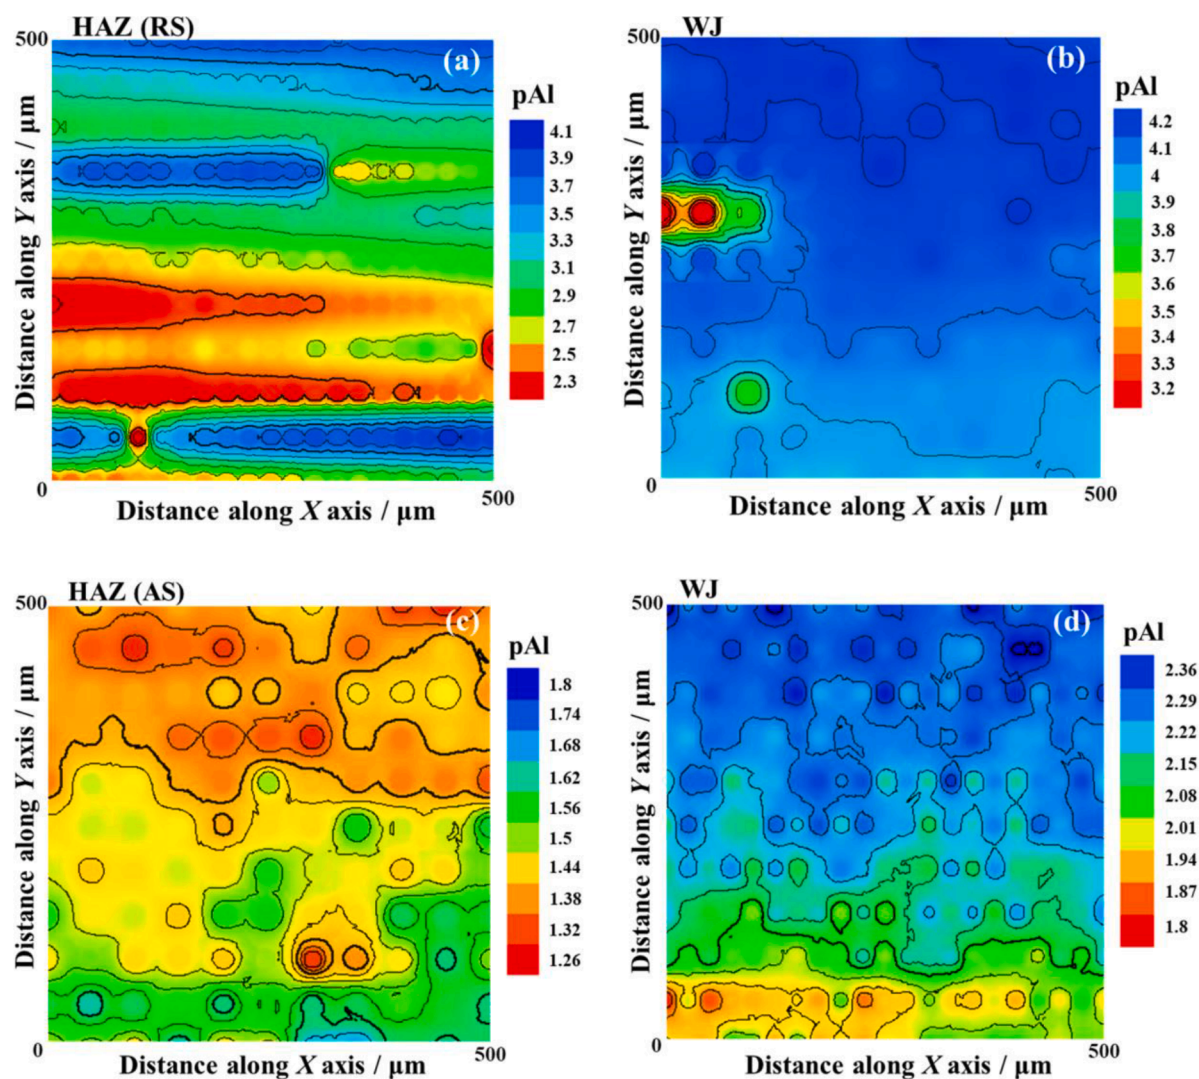 HAZ (RS)
500
(a)
pAl
4.1
3.9
3.7
3.5
3.3
3.1
2.9
2.7
2.5
2.3
Distance along Y axis / μm
0
500
Distance along X axis / μm
WJ
500
(b)
pAl
4.2
4.1
4
3.9
3.8
3.7
3.6
3.5
3.4
3.3
3.2
Distance along Y axis / μm
0
500
Distance along X axis / μm
HAZ (AS)
500
(c)
pAl
1.8
1.74
1.68
1.62
1.56
1.5
1.44
1.38
1.32
1.26
Distance along Y axis / μm
0
500
Distance along X axis / μm
WJ
500
(d)
pAl
2.36
2.29
2.22
2.15
2.08
2.01
1.94
1.87
1.8
Distance along Y axis / μm
0
500
Distance along X axis / μm